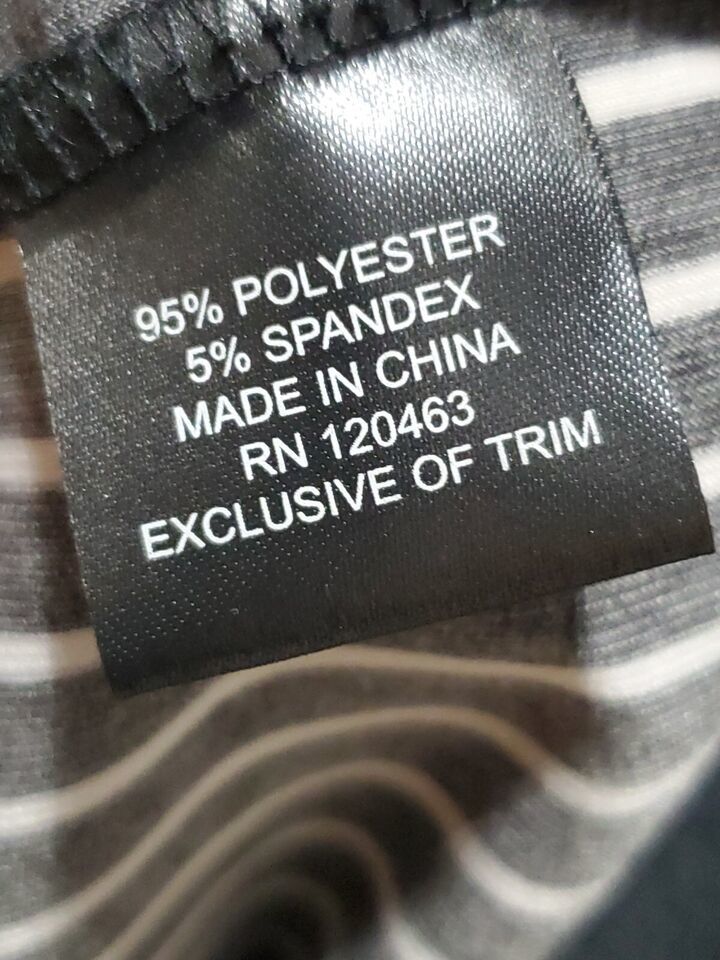 95% POLYESTER
5% SPANDEX
MADE IN CHINA
RN 120463
EXCLUSIVE OF TRIM